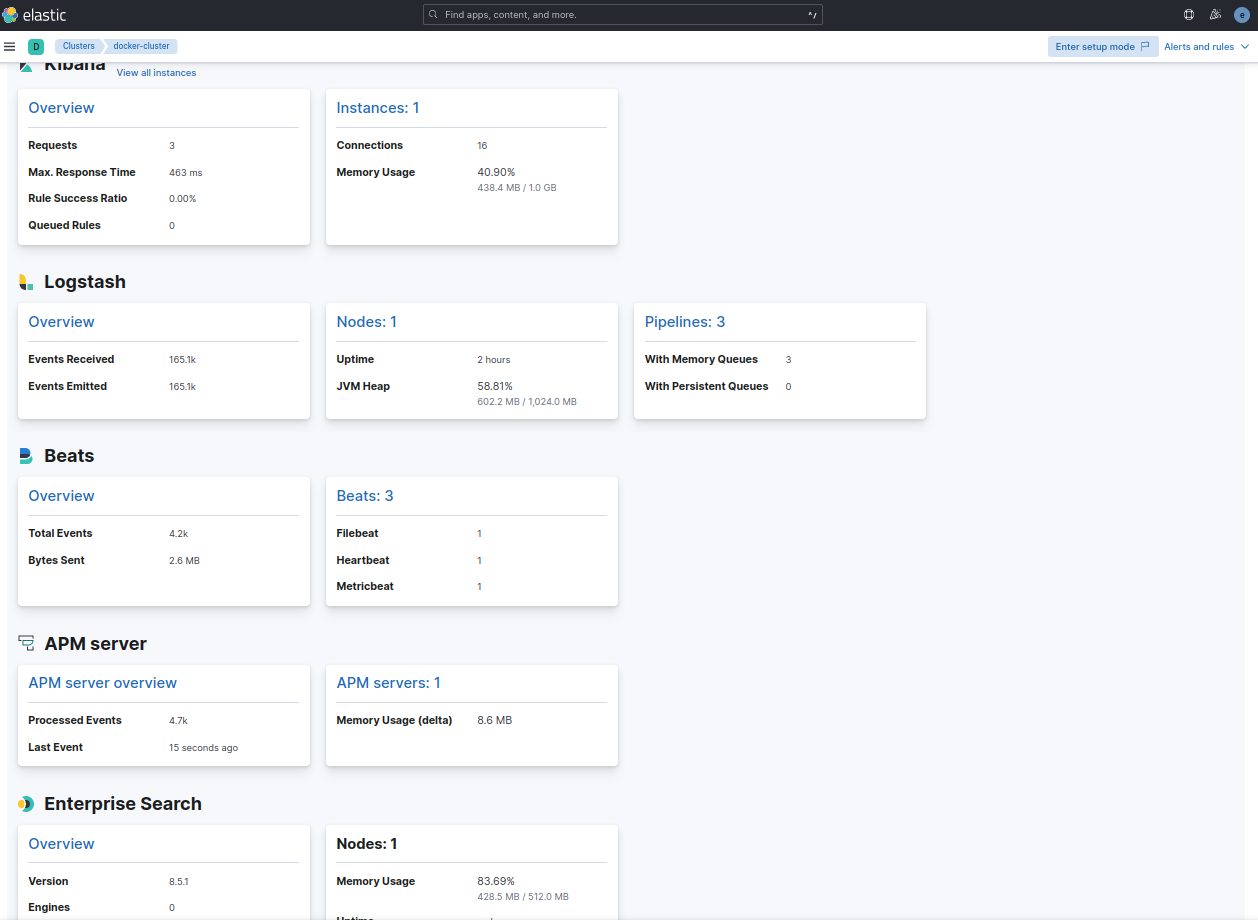 elastic
Find apps, content, and more.
^/
e
D
Clusters
docker-cluster
Enter setup mode
Alerts and rules
Kibana
View all instances
Overview
Requests 3
Max. Response Time 463 ms
Rule Success Ratio 0.00%
Queued Rules 0
Instances: 1
Connections 16
Memory Usage 40.90%
438.4 MB / 1.0 GB
Logstash
Overview
Events Received 165.1k
Events Emitted 165.1k
Nodes: 1
Uptime 2 hours
JVM Heap 58.81%
602.2 MB / 1,024.0 MB
Pipelines: 3
With Memory Queues 3
With Persistent Queues 0
Beats
Overview
Total Events 4.2k
Bytes Sent 2.6 MB
Beats: 3
Filebeat 1
Heartbeat 1
Metricbeat 1
APM server
APM server overview
Processed Events 4.7k
Last Event 15 seconds ago
APM servers: 1
Memory Usage (delta) 8.6 MB
Enterprise Search
Overview
Version 8.5.1
Engines 0
Nodes: 1
Memory Usage 83.69%
428.5 MB / 512.0 MB
Uptime